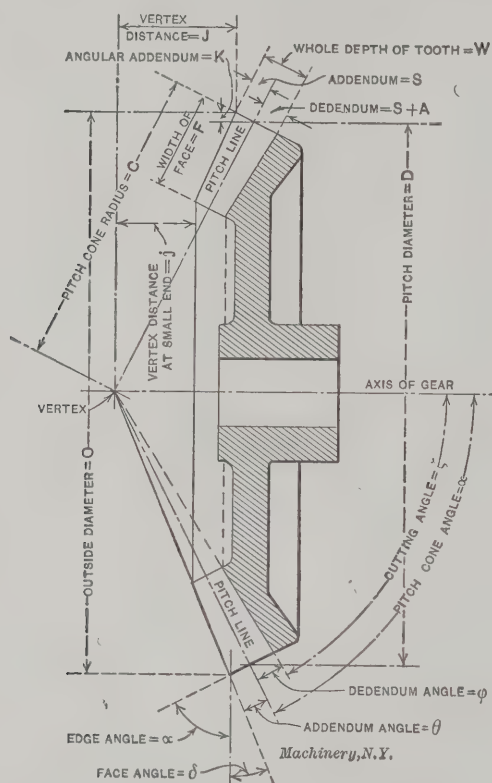 VERTEX
DISTANCE=J
ANGULAR ADDENDUM=K
WHOLE DEPTH OF TOOTH=W
ADDENDUM=S
DEDENDUM=S+A
WIDTH OF
FACE=F
PITCH LINE
PITCH CONE RADIUS=C
PITCH DIAMETER=D
VERTEX DISTANCE
AT SMALL END=j
AXIS OF GEAR
VERTEX
OUTSIDE DIAMETER=O
CUTTING ANGLE=ζ
PITCH CONE ANGLE=α
PITCH LINE
DEDENDUM ANGLE=φ
ADDENDUM ANGLE=θ
EDGE ANGLE=α
Machinery,N.Y.
FACE ANGLE=δ